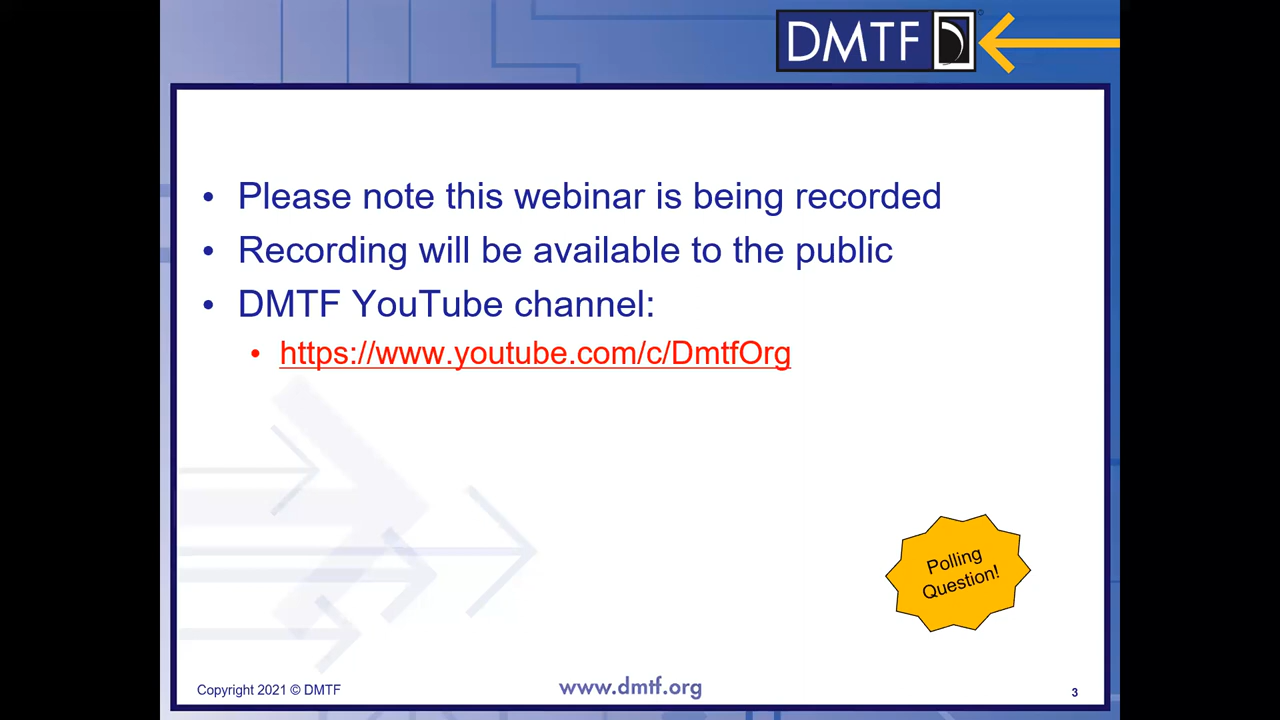 DMTF
• Please note this webinar is being recorded
• Recording will be available to the public
• DMTF YouTube channel:
• https://www.youtube.com/c/DmtfOrg
Polling
Question!
Copyright 2021 © DMTF
www.dmtf.org
3